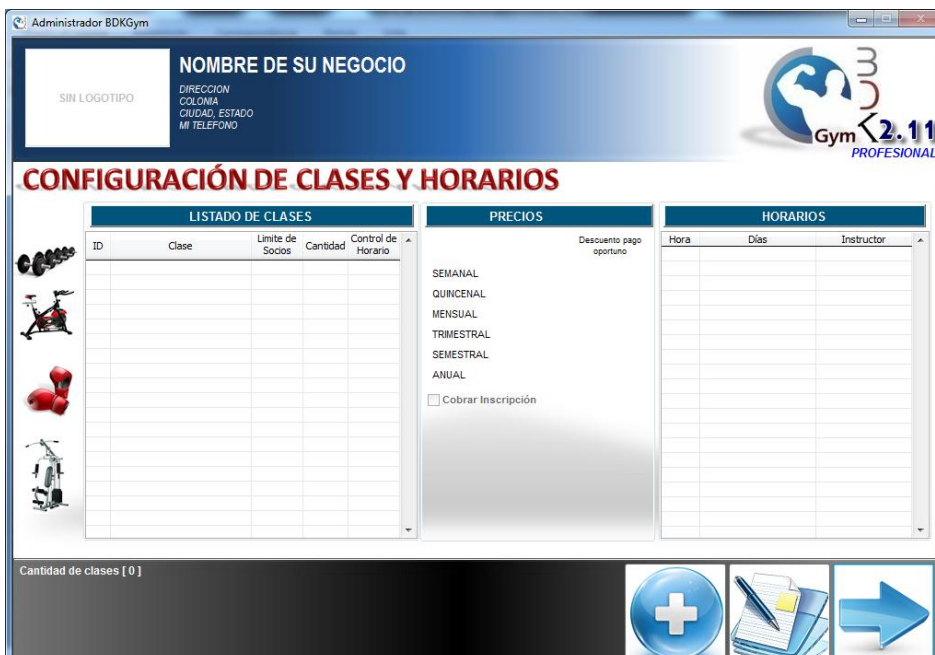 Administrador BDKGym
SIN LOGOTIPO
NOMBRE DE SU NEGOCIO
DIRECCION
COLONIA
CIUDAD, ESTADO
MI TELEFONO
BDK
Gym 2.11
PROFESIONAL
CONFIGURACIÓN DE CLASES Y HORARIOS
LISTADO DE CLASES
ID Clase Limite de Socios Cantidad Control de Horario
PRECIOS
Descuento pago
oportuno
SEMANAL
QUINCENAL
MENSUAL
TRIMESTRAL
SEMESTRAL
ANUAL
Cobrar Inscripción
HORARIOS
Hora Días Instructor
Cantidad de clases [ 0 ]